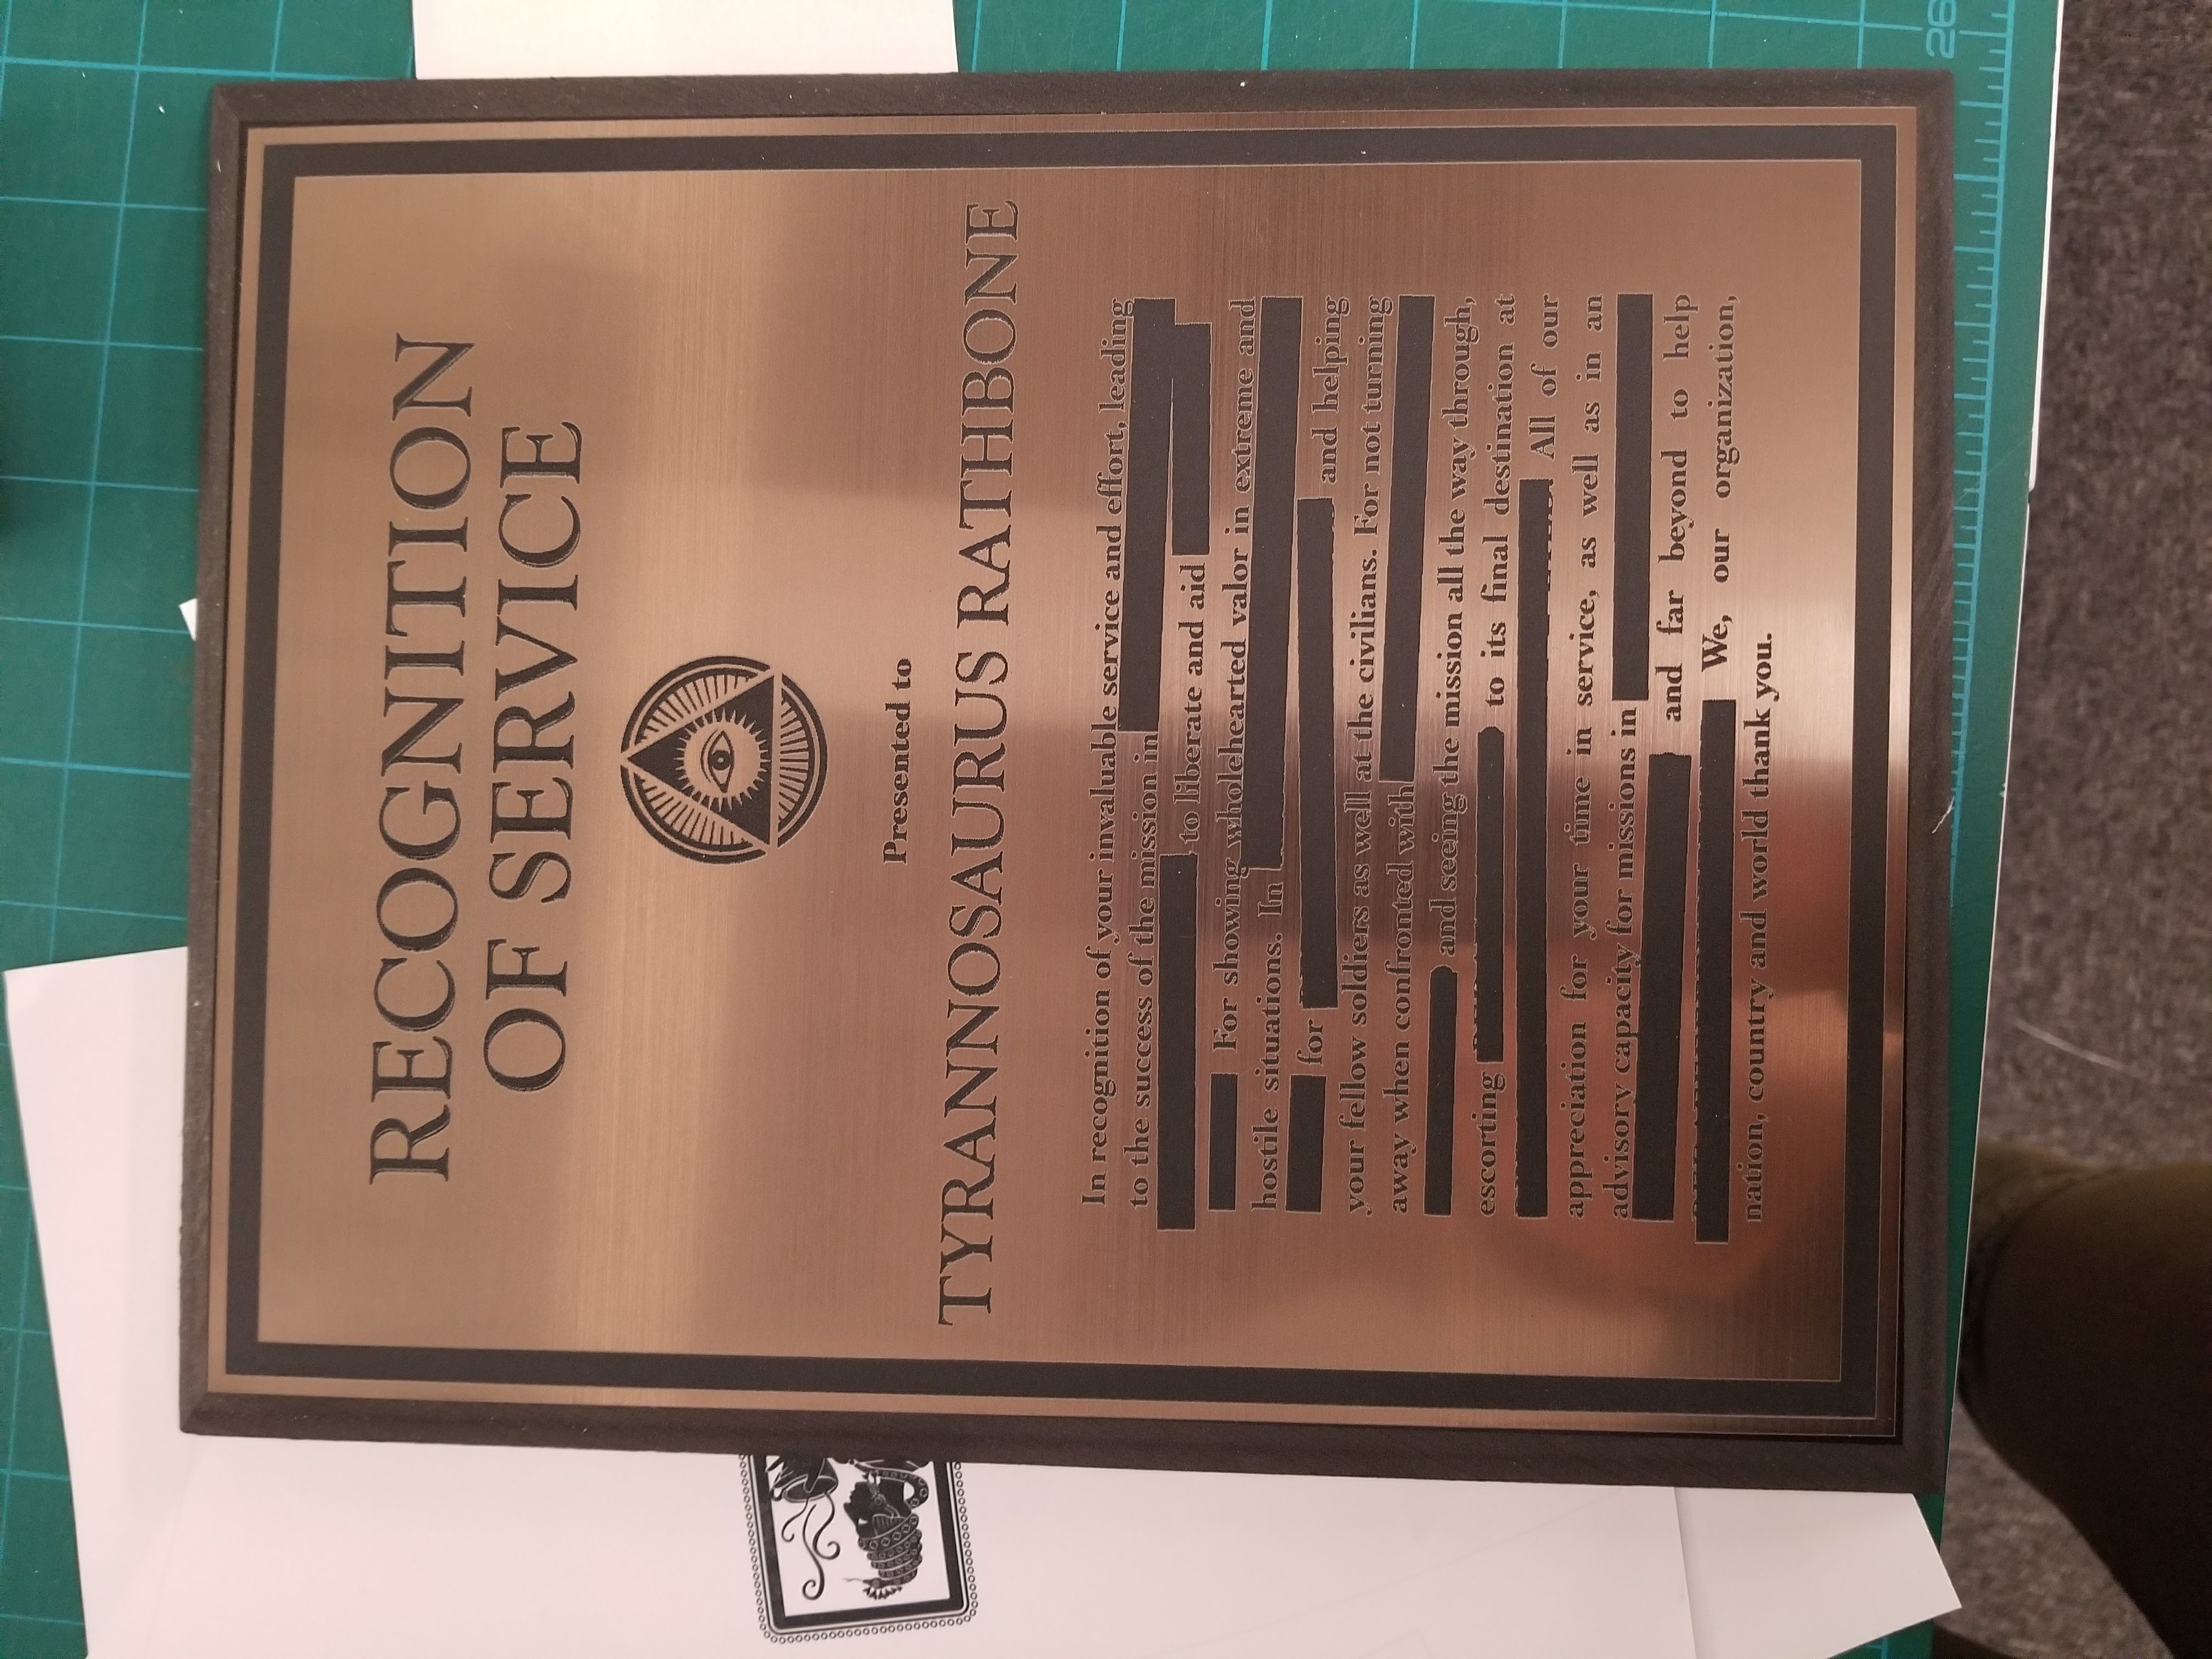 RECOGNITION
OF SERVICE
Presented to
TYRANNOSAURUS RATHBONE
In recognition of your invaluable service and effort, leading
to the success of the mission in
to liberate and aid
For showing wholehearted valor in extreme and
hostile situations. In
for and helping
your fellow soldiers as well at the civilians. For not turning
away when confronted with
and seeing the mission all the way through,
escorting to its final destination at
All of our
appreciation for your time in service, as well as in an
advisory capacity for missions in
and far beyond to help
We, our organization,
nation, country and world thank you.
26